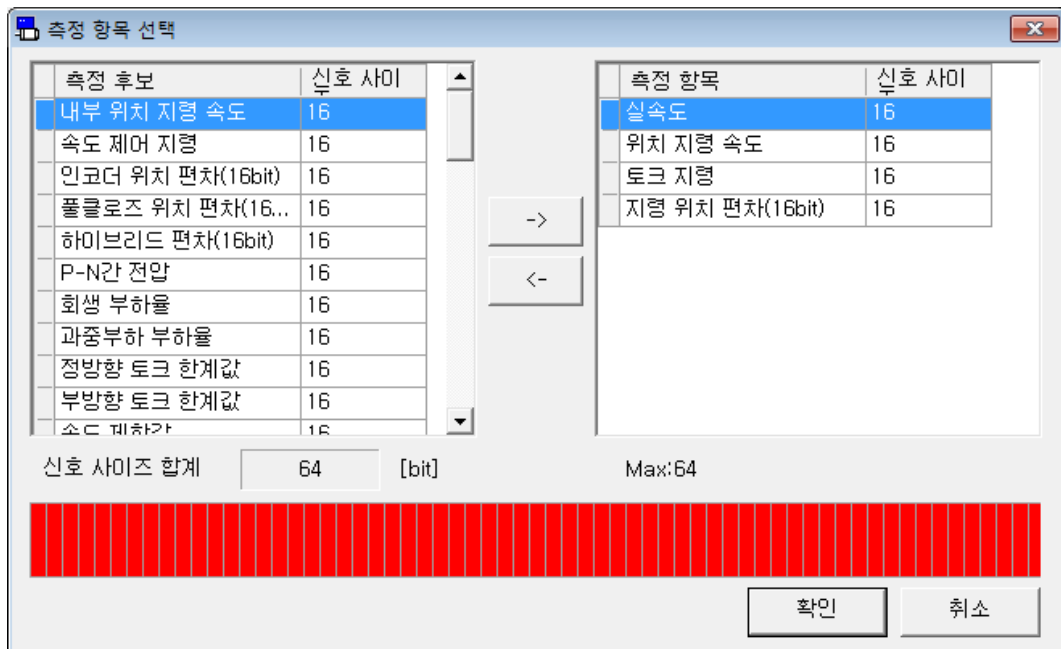 측정 항목 선택
측정 후보 신호 사이
내부 위치 지령 속도 16
속도 제어 지령 16
인코더 위치 편차(16bit) 16
풀클로즈 위치 편차(16... 16
하이브리드 편차(16bit) 16
P-N간 전압 16
회생 부하율 16
과중부하 부하율 16
정방향 토크 한계값 16
부방향 토크 한계값 16
속도 제한값 16
->
<-
측정 항목 신호 사이
실속도 16
위치 지령 속도 16
토크 지령 16
지령 위치 편차(16bit) 16
신호 사이즈 합계 64 [bit] Max:64
확인 취소